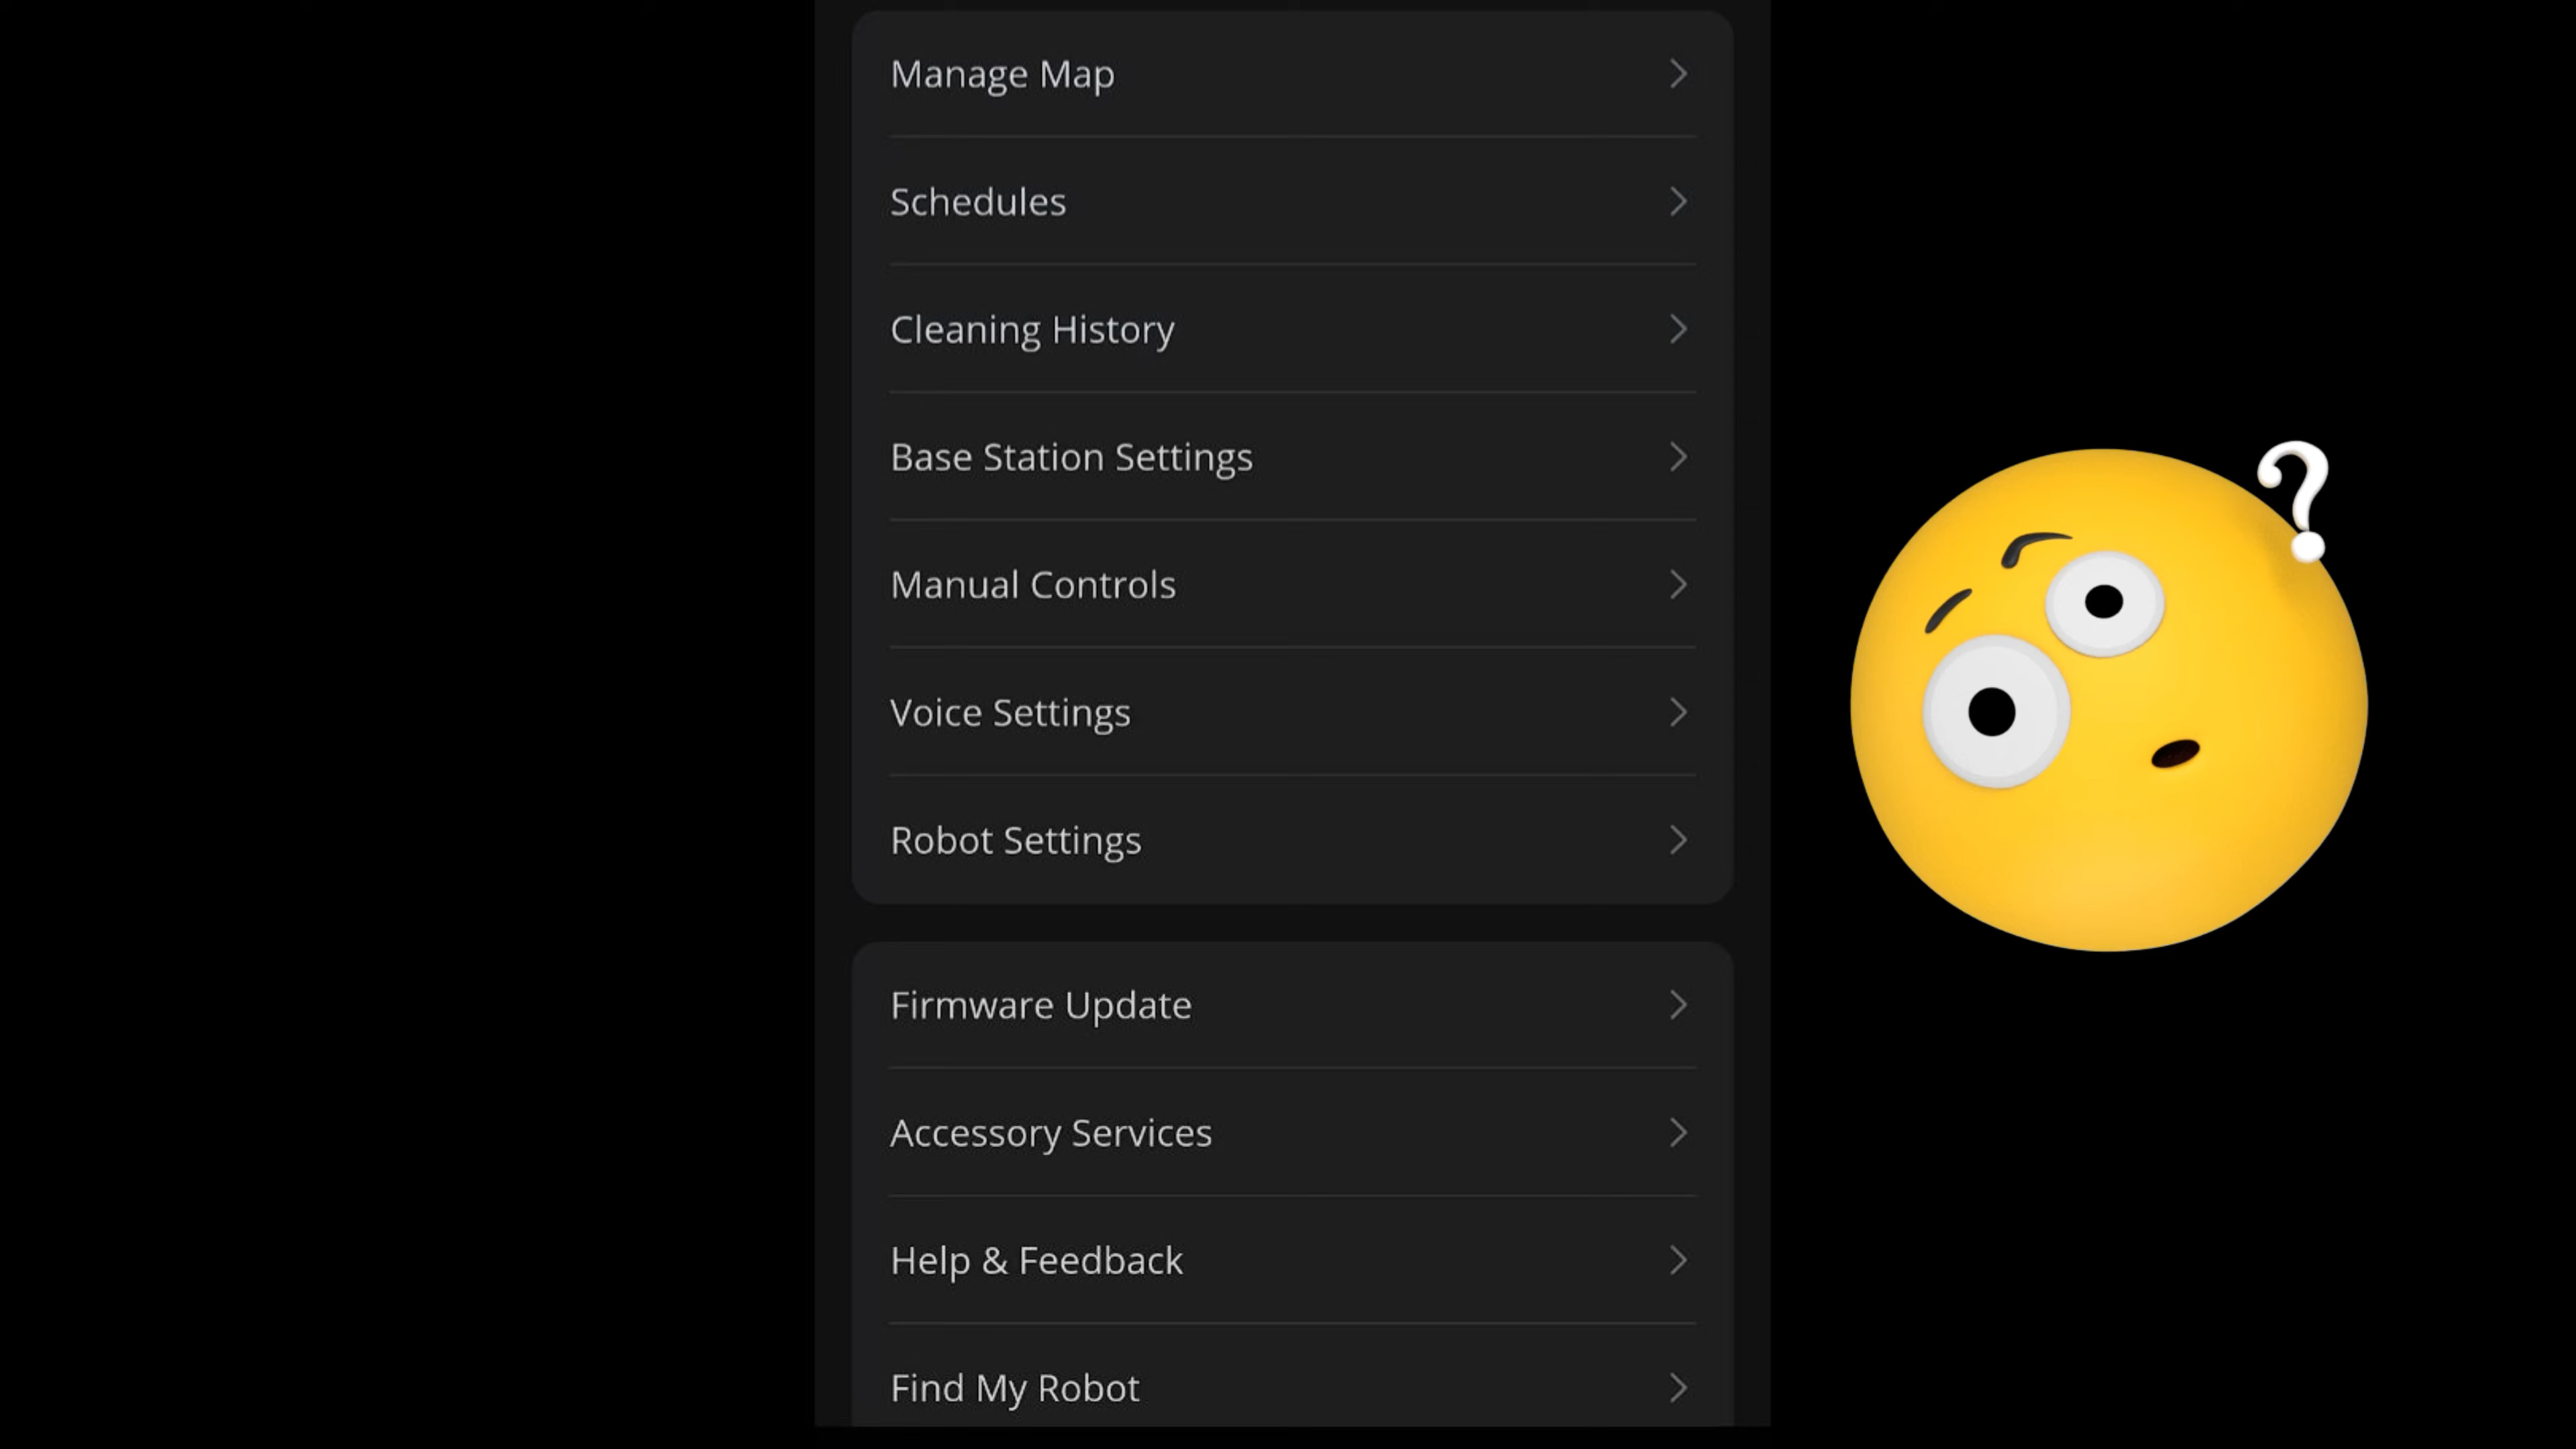 Manage Map
Schedules
Cleaning History
Base Station Settings
Manual Controls
Voice Settings
Robot Settings
?
Firmware Update
Accessory Services
Help & Feedback
Find My Robot